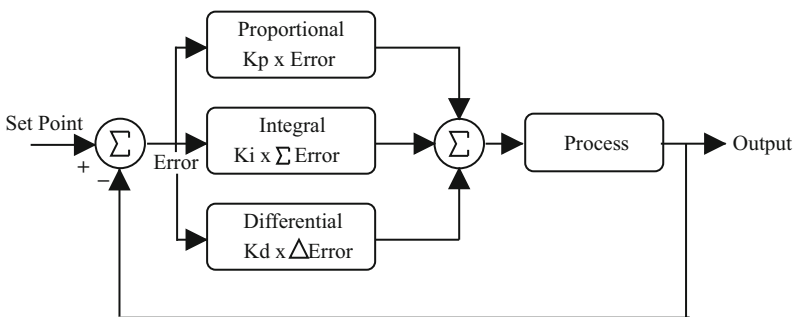 Proportional
Kp x Error
Set Point
Σ
+
−
Error
Integral
Ki x Σ Error
Σ
Process
Output
Differential
Kd x △Error